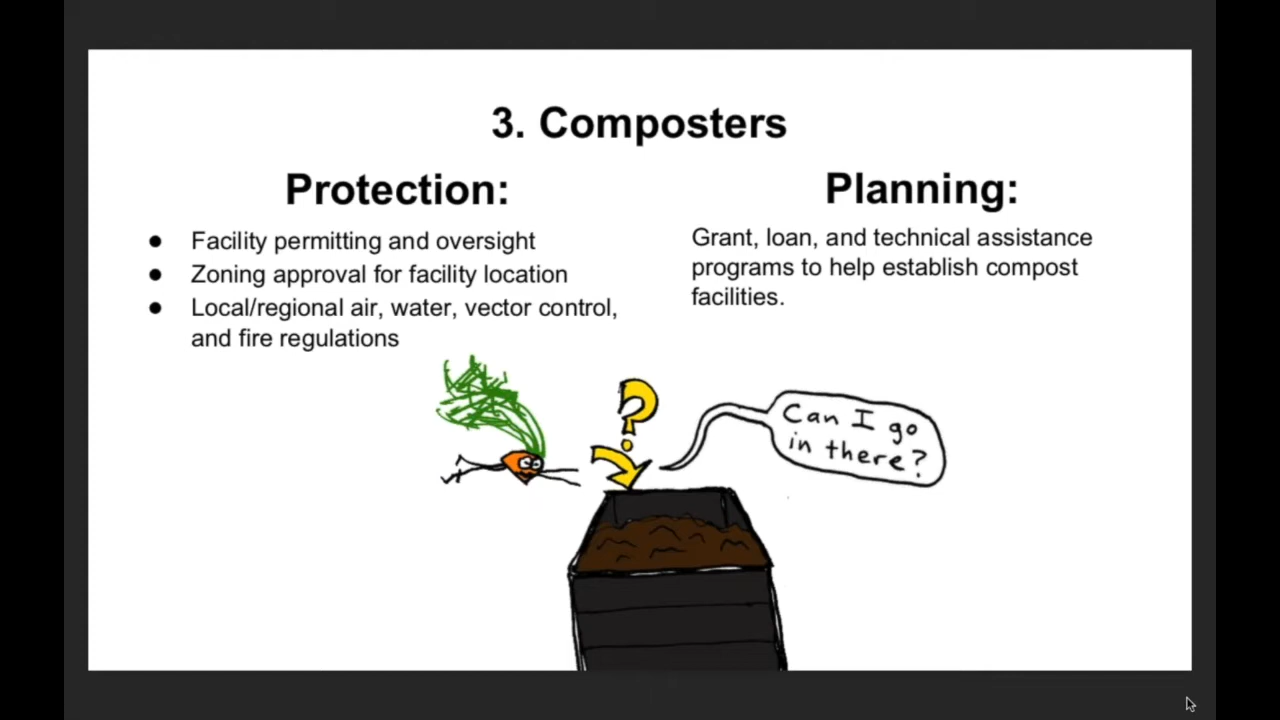 3. Composters
Protection:
● Facility permitting and oversight
● Zoning approval for facility location
● Local/regional air, water, vector control,
and fire regulations
Planning:
Grant, loan, and technical assistance
programs to help establish compost
facilities.
?
Can I go
in there?